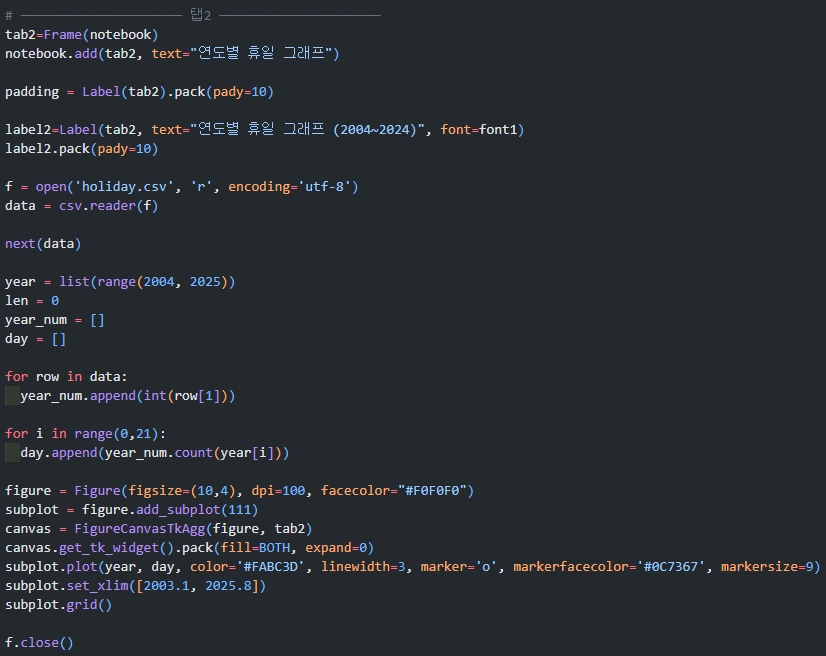 # ───────────────────── 탭2 ─────────────────────
tab2=Frame(notebook)
notebook.add(tab2, text="연도별 휴일 그래프")
padding = Label(tab2).pack(pady=10)
label2=Label(tab2, text="연도별 휴일 그래프 (2004~2024)", font=font1)
label2.pack(pady=10)
f = open('holiday.csv', 'r', encoding='utf-8')
data = csv.reader(f)
next(data)
year = list(range(2004, 2025))
len = 0
year_num = []
day = []
for row in data:
  year_num.append(int(row[1]))
for i in range(0,21):
  day.append(year_num.count(year[i]))
figure = Figure(figsize=(10,4), dpi=100, facecolor="#F0F0F0")
subplot = figure.add_subplot(111)
canvas = FigureCanvasTkAgg(figure, tab2)
canvas.get_tk_widget().pack(fill=BOTH, expand=0)
subplot.plot(year, day, color='#FABC3D', linewidth=3, marker='o', markerfacecolor='#0C7367', markersize=9)
subplot.set_xlim([2003.1, 2025.8])
subplot.grid()
f.close()